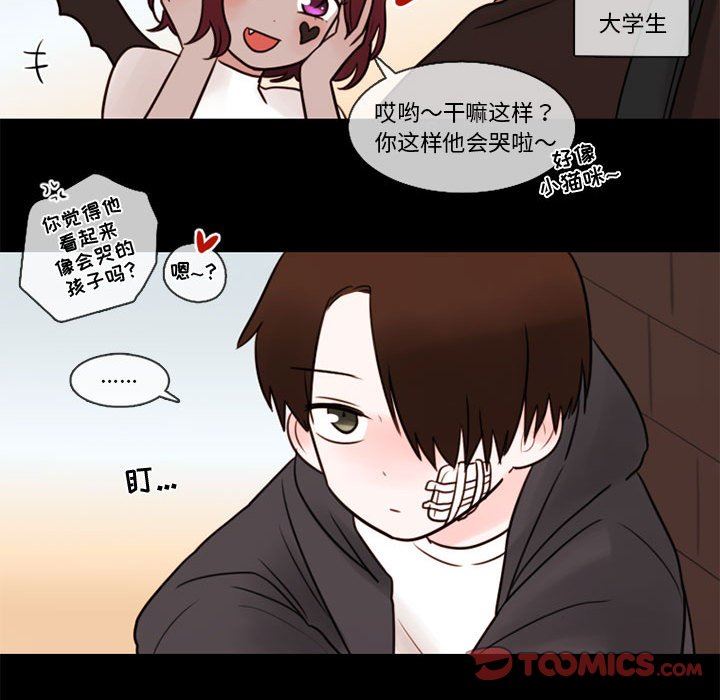 大学生
哎哟～干嘛这样？
你这样他会哭啦～
好像
小猫咪～
你觉得他
看起来
像会哭的
孩子吗？
嗯～？
……
盯…
TOOMICS.COM